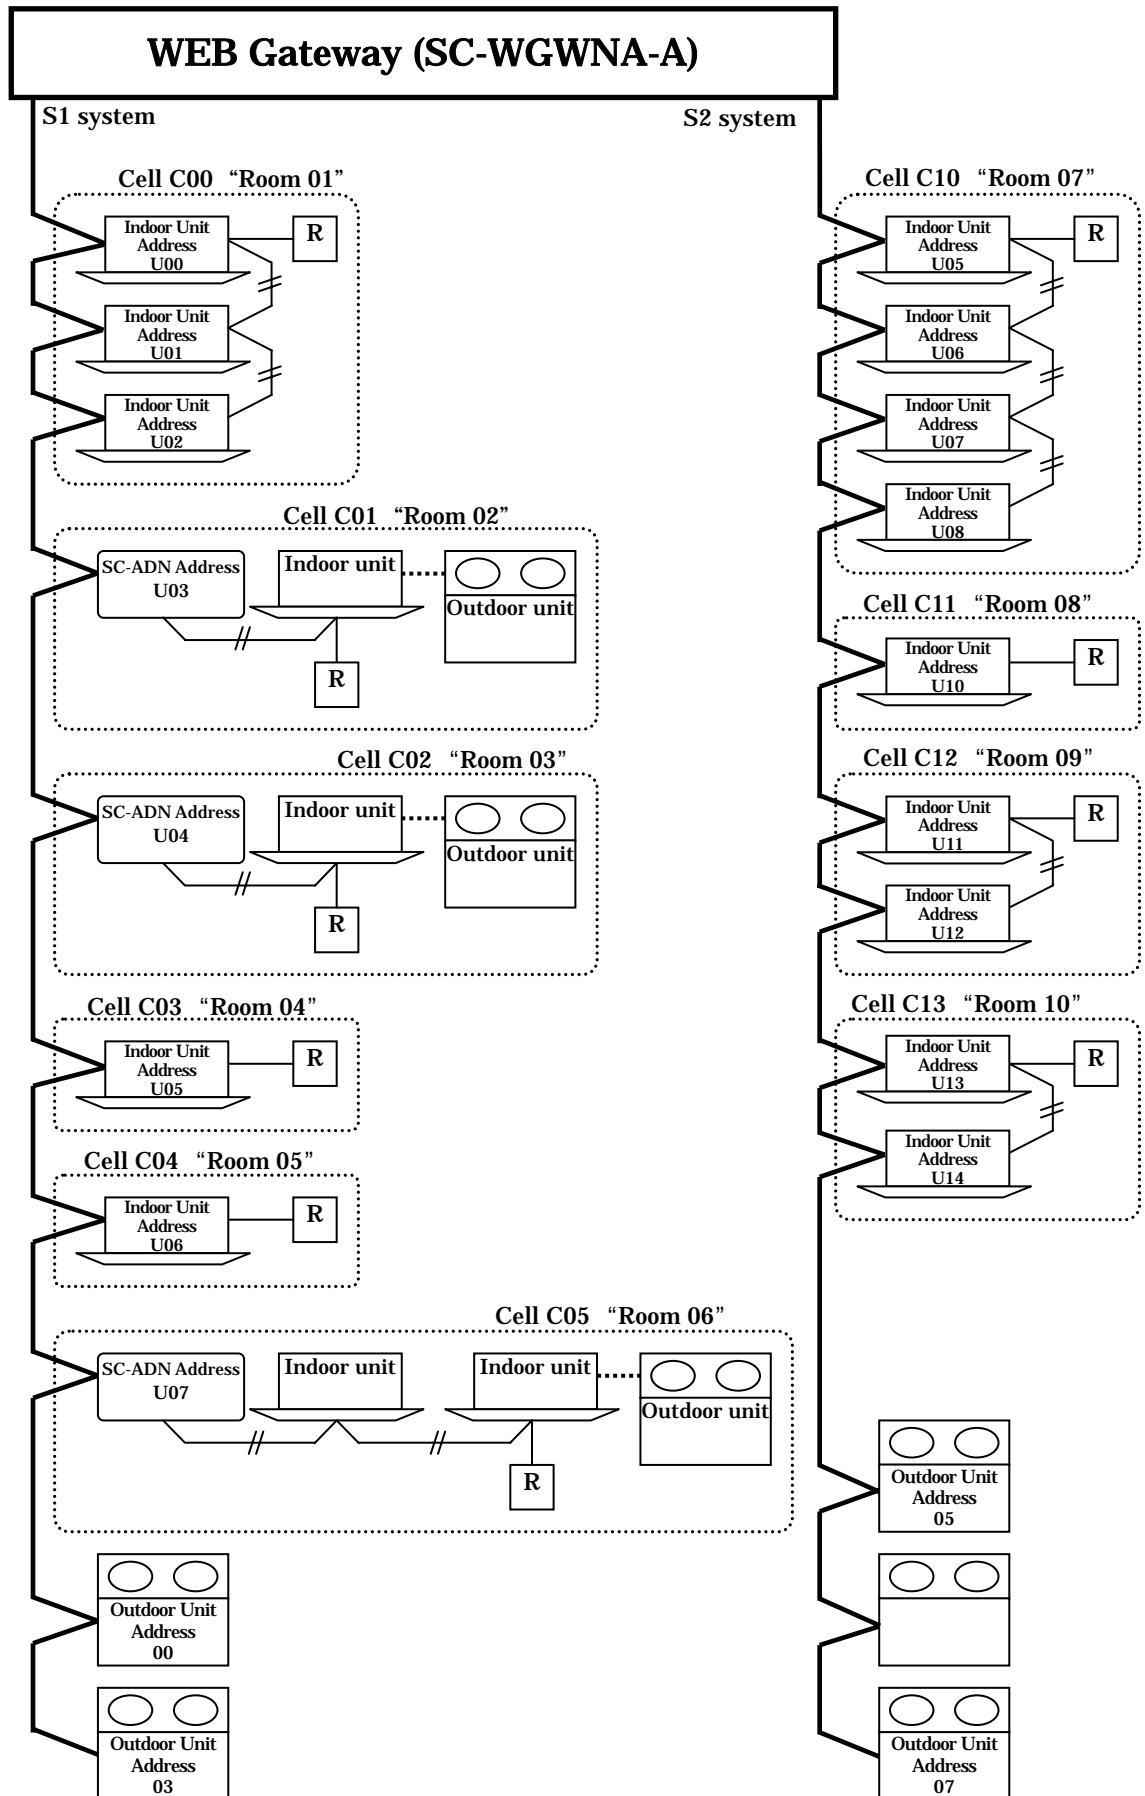 WEB Gateway (SC-WGWNA-A)
S1 system
S2 system
Cell C00 “Room 01”
Indoor Unit
Address
U00
R
Indoor Unit
Address
U01
Indoor Unit
Address
U02
Cell C01 “Room 02”
SC-ADN Address
U03
Indoor unit
Outdoor unit
R
Cell C02 “Room 03”
SC-ADN Address
U04
Indoor unit
Outdoor unit
R
Cell C03 “Room 04”
Indoor Unit
Address
U05
R
Cell C04 “Room 05”
Indoor Unit
Address
U06
R
Cell C05 “Room 06”
SC-ADN Address
U07
Indoor unit
Indoor unit
Outdoor unit
R
Outdoor Unit
Address
00
Outdoor Unit
Address
03
Cell C10 “Room 07”
Indoor Unit
Address
U05
R
Indoor Unit
Address
U06
Indoor Unit
Address
U07
Indoor Unit
Address
U08
Cell C11 “Room 08”
Indoor Unit
Address
U10
R
Cell C12 “Room 09”
Indoor Unit
Address
U11
R
Indoor Unit
Address
U12
Cell C13 “Room 10”
Indoor Unit
Address
U13
R
Indoor Unit
Address
U14
Outdoor Unit
Address
05
Outdoor Unit
Address
07